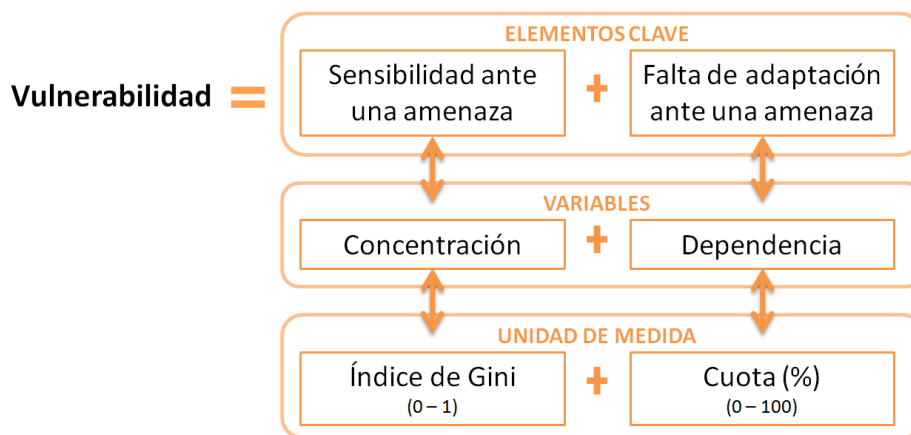 ELEMENTOS CLAVE
Vulnerabilidad =
Sensibilidad ante
una amenaza
+
Falta de adaptación
ante una amenaza
VARIABLES
Concentración
+
Dependencia
UNIDAD DE MEDIDA
Índice de Gini
(0 – 1)
+
Cuota (%)
(0 – 100)